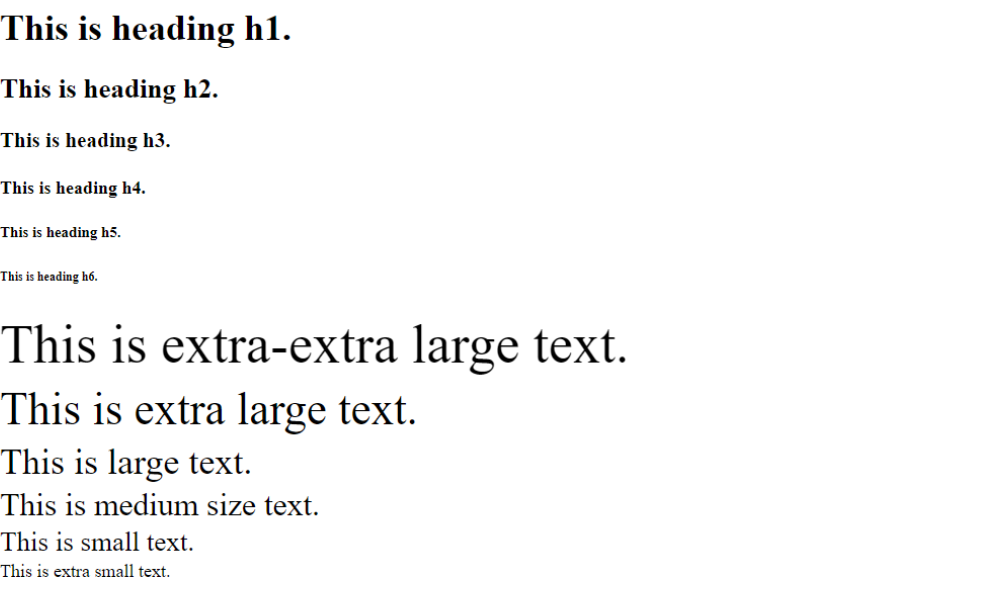 This is heading h1.
This is heading h2.
This is heading h3.
This is heading h4.
This is heading h5.
This is heading h6.
This is extra-extra large text.
This is extra large text.
This is large text.
This is medium size text.
This is small text.
This is extra small text.